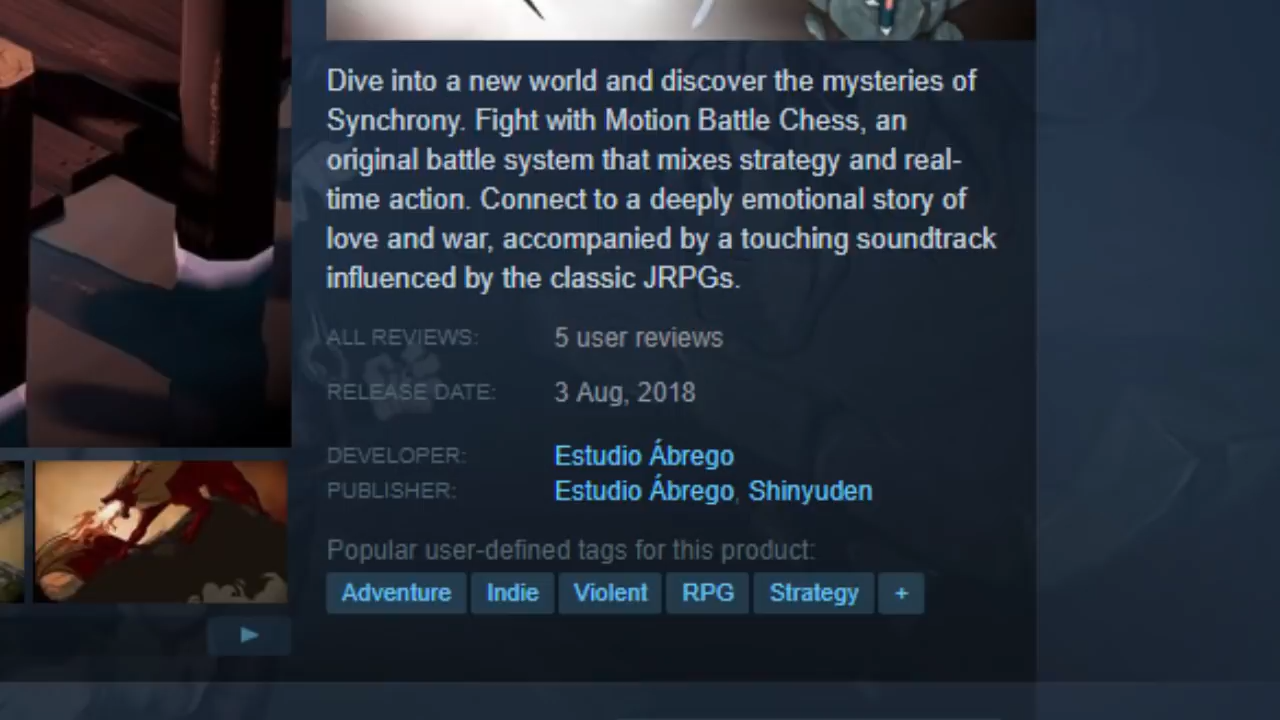 Dive into a new world and discover the mysteries of
Synchrony. Fight with Motion Battle Chess, an
original battle system that mixes strategy and real-
time action. Connect to a deeply emotional story of
love and war, accompanied by a touching soundtrack
influenced by the classic JRPGs.
ALL REVIEWS: 5 user reviews
RELEASE DATE: 3 Aug, 2018
DEVELOPER: Estudio Ábrego
PUBLISHER: Estudio Ábrego, Shinyuden
Popular user-defined tags for this product:
Adventure Indie Violent RPG Strategy +